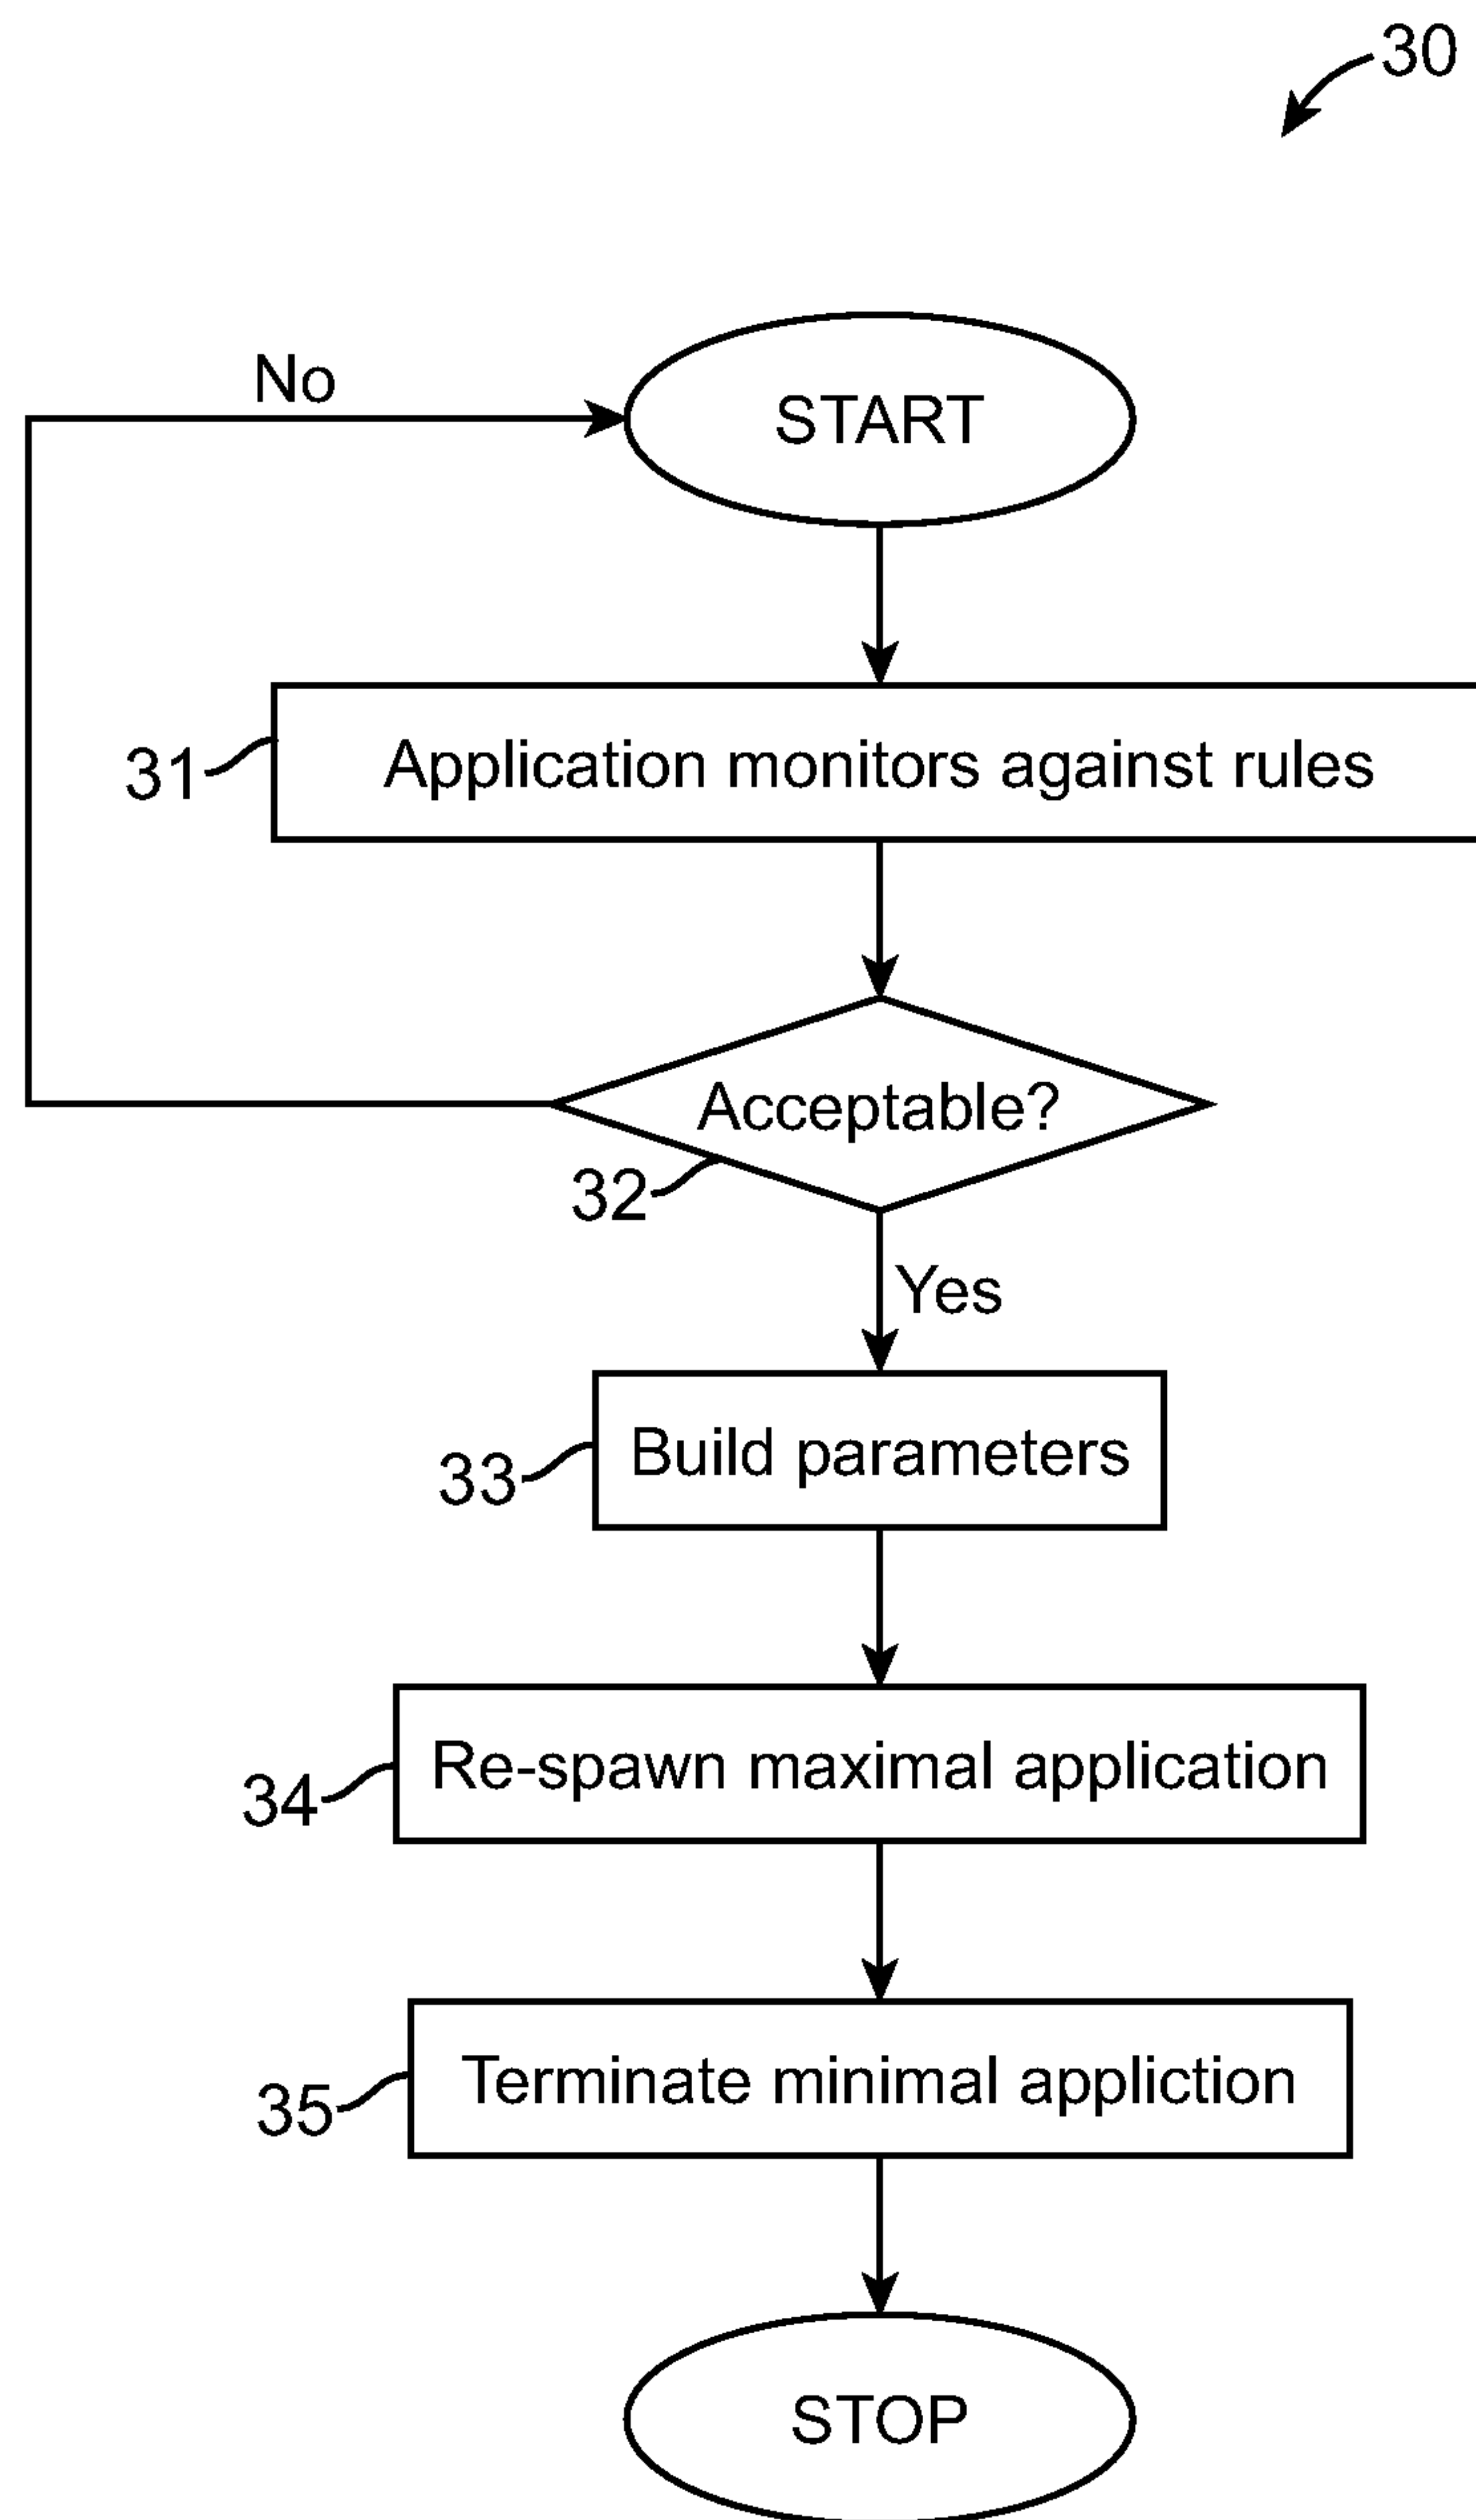 30
No
START
31
Application monitors against rules
Acceptable?
32
Yes
Build parameters
33
Re-spawn maximal application
34
Terminate minimal appliction
35
STOP